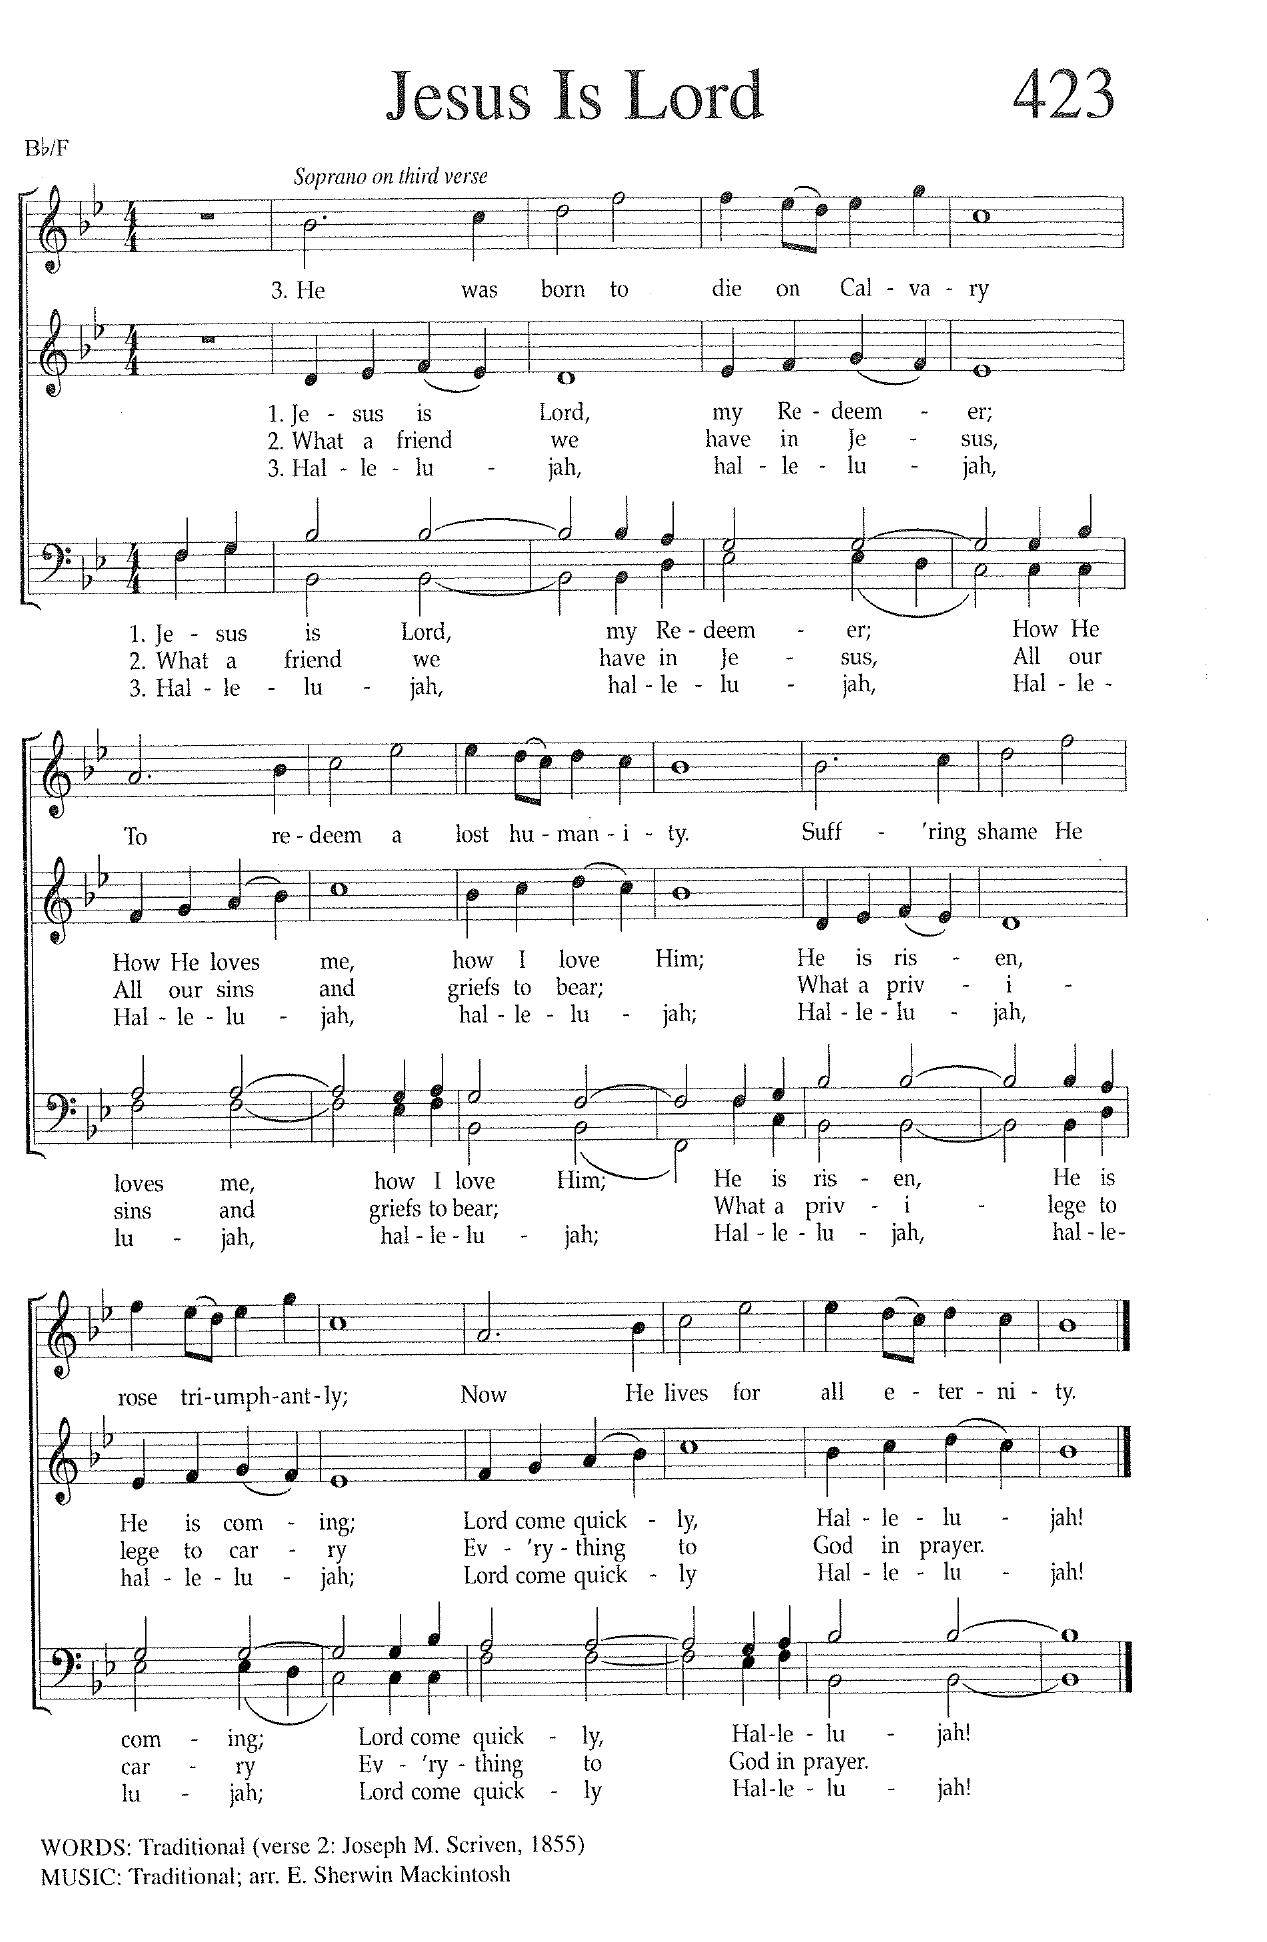 Jesus Is Lord 423
B♭/F
Soprano on third verse
3. He was born to die on Cal - va - ry
1. Je - sus is Lord, my Re - deem - er;
2. What a friend we have in Je - sus,
3. Hal - le - lu - jah, hal - le - lu - jah,
1. Je - sus is Lord, my Re - deem - er; How He
2. What a friend we have in Je - sus, All our
3. Hal - le - lu - jah, hal - le - lu - jah, Hal - le -
To re - deem a lost hu - man - i - ty. Suff - 'ring shame He
How He loves me, how I love Him; He is ris - en,
All our sins and griefs to bear; What a priv - i -
Hal - le - lu - jah, hal - le - lu - jah; Hal - le - lu - jah,
loves me, how I love Him; He is ris - en, He is
sins and griefs to bear; What a priv - i - lege to
lu - jah, hal - le - lu - jah; Hal - le - lu - jah, hal - le -
rose tri-umph-ant-ly; Now He lives for all e - ter - ni - ty.
He is com - ing; Lord come quick - ly, Hal - le - lu - jah!
lege to car - ry Ev - 'ry - thing to God in prayer.
hal - le - lu - jah; Lord come quick - ly Hal - le - lu - jah!
com - ing; Lord come quick - ly, Hal-le - lu - jah!
car - ry Ev - 'ry - thing to God in prayer.
lu - jah; Lord come quick - ly Hal-le - lu - jah!
WORDS: Traditional (verse 2: Joseph M. Scriven, 1855)
MUSIC: Traditional; arr. E. Sherwin Mackintosh